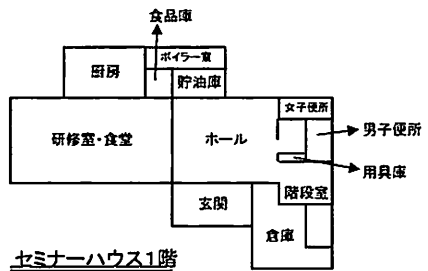 食品庫
ボイラー室
厨房
貯油庫
女子便所
男子便所
研修室・食堂
ホール
用具庫
階段室
玄関
倉庫
セミナーハウス1階